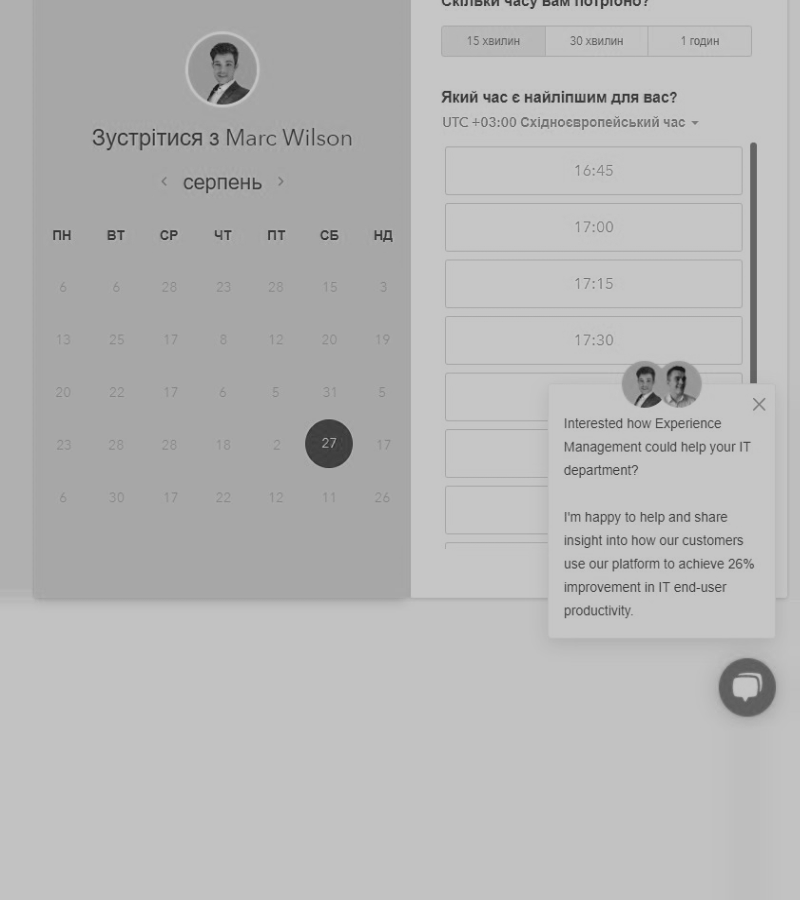 Скільки часу вам потрібно?
15 хвилин 30 хвилин 1 годин
Зустрітися з Marc Wilson
серпень
ПН ВТ СР ЧТ ПТ СБ НД
6 6 28 23 28 15 3
13 25 17 8 12 20 19
20 22 17 6 5 31 5
23 28 28 18 2 27 17
6 30 17 22 12 11 26
Який час є найліпшим для вас?
UTC +03:00 Східноєвропейський час
16:45
17:00
17:15
17:30
Interested how Experience
Management could help your IT
department?
I'm happy to help and share
insight into how our customers
use our platform to achieve 26%
improvement in IT end-user
productivity.